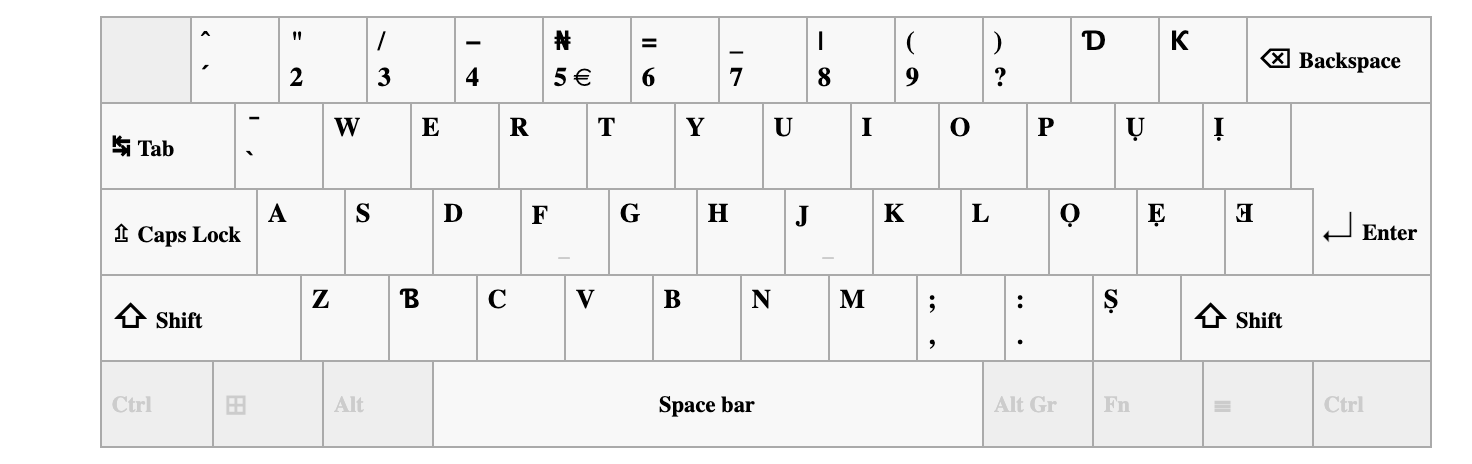 ˆ " / – ₦ = _ | ( ) Ɗ Ƙ ⌫ Backspace
´ 2 3 4 5 € 6 7 8 9 ?
↹ Tab ¯ W E R T Y U I O P Ụ Ị
`
⇫ Caps Lock A S D F G H J K L Ọ Ẹ Ǝ Enter
_ _
⇧ Shift Z Ɓ C V B N M ; : Ṣ ⇧ Shift
, .
Ctrl ⊞ Alt Space bar Alt Gr Fn ≡ Ctrl